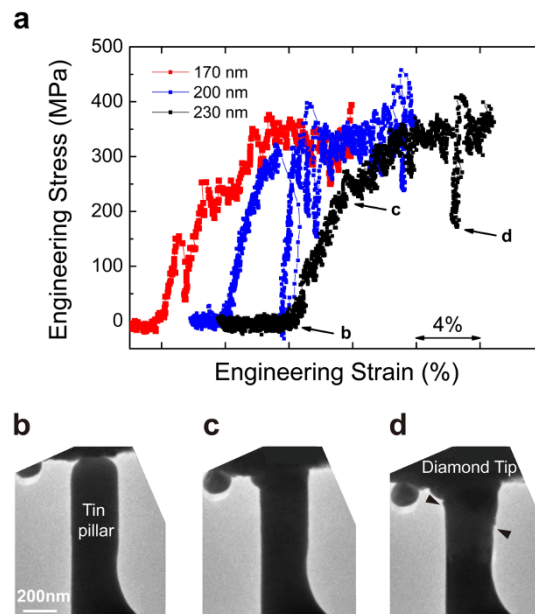 a
500
400
300
200
100
0
Engineering Stress (MPa)
170 nm
200 nm
230 nm
c
d
b
4%
Engineering Strain (%)
b
c
d
Tin
pillar
200nm
Diamond Tip